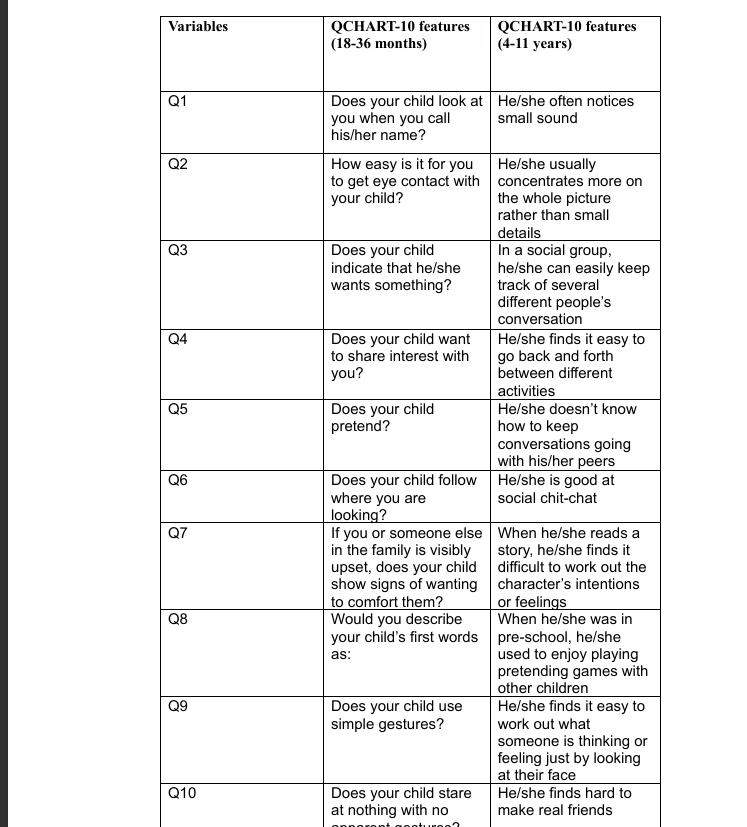 Variables
QCHART-10 features
(18-36 months)
QCHART-10 features
(4-11 years)
Q1
Does your child look at
you when you call
his/her name?
He/she often notices
small sound
Q2
How easy is it for you
to get eye contact with
your child?
He/she usually
concentrates more on
the whole picture
rather than small
details
Q3
Does your child
indicate that he/she
wants something?
In a social group,
he/she can easily keep
track of several
different people’s
conversation
Q4
Does your child want
to share interest with
you?
He/she finds it easy to
go back and forth
between different
activities
Q5
Does your child
pretend?
He/she doesn’t know
how to keep
conversations going
with his/her peers
Q6
Does your child follow
where you are
looking?
He/she is good at
social chit-chat
Q7
If you or someone else
in the family is visibly
upset, does your child
show signs of wanting
to comfort them?
When he/she reads a
story, he/she finds it
difficult to work out the
character’s intentions
or feelings
Q8
Would you describe
your child’s first words
as:
When he/she was in
pre-school, he/she
used to enjoy playing
pretending games with
other children
Q9
Does your child use
simple gestures?
He/she finds it easy to
work out what
someone is thinking or
feeling just by looking
at their face
Q10
Does your child stare
at nothing with no
apparent gestures?
He/she finds hard to
make real friends